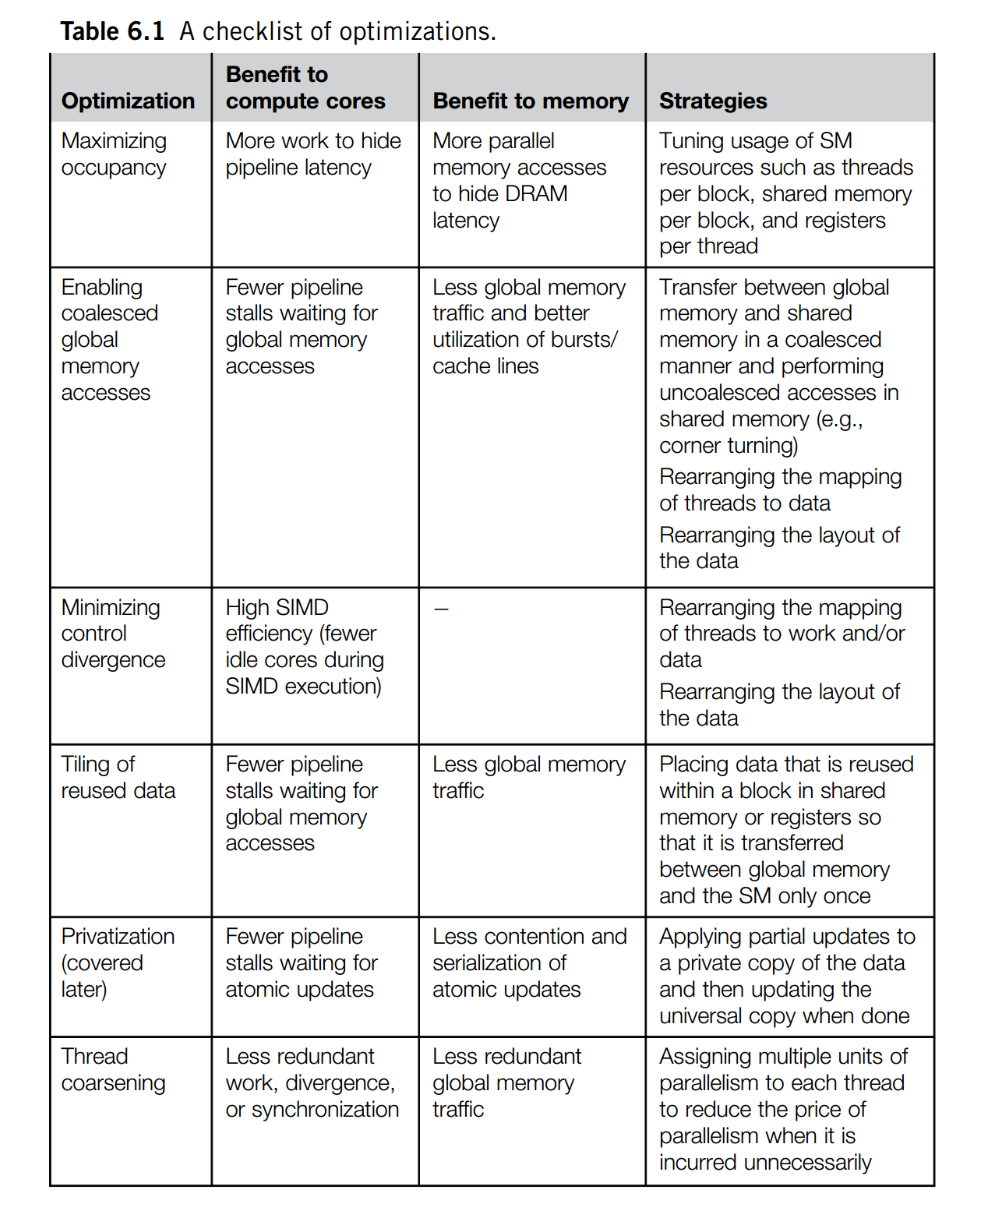 Table 6.1 A checklist of optimizations.
Optimization
Benefit to
compute cores
Benefit to memory
Strategies
Maximizing
occupancy
More work to hide
pipeline latency
More parallel
memory accesses
to hide DRAM
latency
Tuning usage of SM
resources such as threads
per block, shared memory
per block, and registers
per thread
Enabling
coalesced
global
memory
accesses
Fewer pipeline
stalls waiting for
global memory
accesses
Less global memory
traffic and better
utilization of bursts/
cache lines
Transfer between global
memory and shared
memory in a coalesced
manner and performing
uncoalesced accesses in
shared memory (e.g.,
corner turning)
Rearranging the mapping
of threads to data
Rearranging the layout of
the data
Minimizing
control
divergence
High SIMD
efficiency (fewer
idle cores during
SIMD execution)
–
Rearranging the mapping
of threads to work and/or
data
Rearranging the layout of
the data
Tiling of
reused data
Fewer pipeline
stalls waiting for
global memory
accesses
Less global memory
traffic
Placing data that is reused
within a block in shared
memory or registers so
that it is transferred
between global memory
and the SM only once
Privatization
(covered
later)
Fewer pipeline
stalls waiting for
atomic updates
Less contention and
serialization of
atomic updates
Applying partial updates to
a private copy of the data
and then updating the
universal copy when done
Thread
coarsening
Less redundant
work, divergence,
or synchronization
Less redundant
global memory
traffic
Assigning multiple units of
parallelism to each thread
to reduce the price of
parallelism when it is
incurred unnecessarily